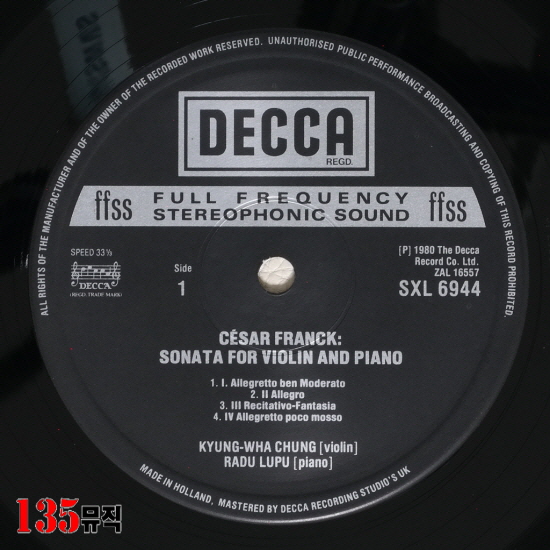 ALL RIGHTS OF THE MANUFACTURER AND OF THE OWNER OF THE RECORDED WORK RESERVED. UNAUTHORISED PUBLIC PERFORMANCE BROADCASTING AND COPYING OF THIS RECORD PROHIBITED.
DECCA
REGD.
ffss FULL FREQUENCY STEREOPHONIC SOUND ffss
SPEED 33⅓
DECCA
(REGD. TRADE MARK)
Side
1
[P] 1980 The Decca
Record Co. Ltd.
ZAL 16557
SXL 6944
CÉSAR FRANCK:
SONATA FOR VIOLIN AND PIANO
1. I. Allegretto ben Moderato
2. II Allegro
3. III Recitativo-Fantasia
4. IV Allegretto poco mosso
KYUNG-WHA CHUNG [violin]
RADU LUPU [piano]
MADE IN HOLLAND, MASTERED BY DECCA RECORDING STUDIO'S UK
135뮤직